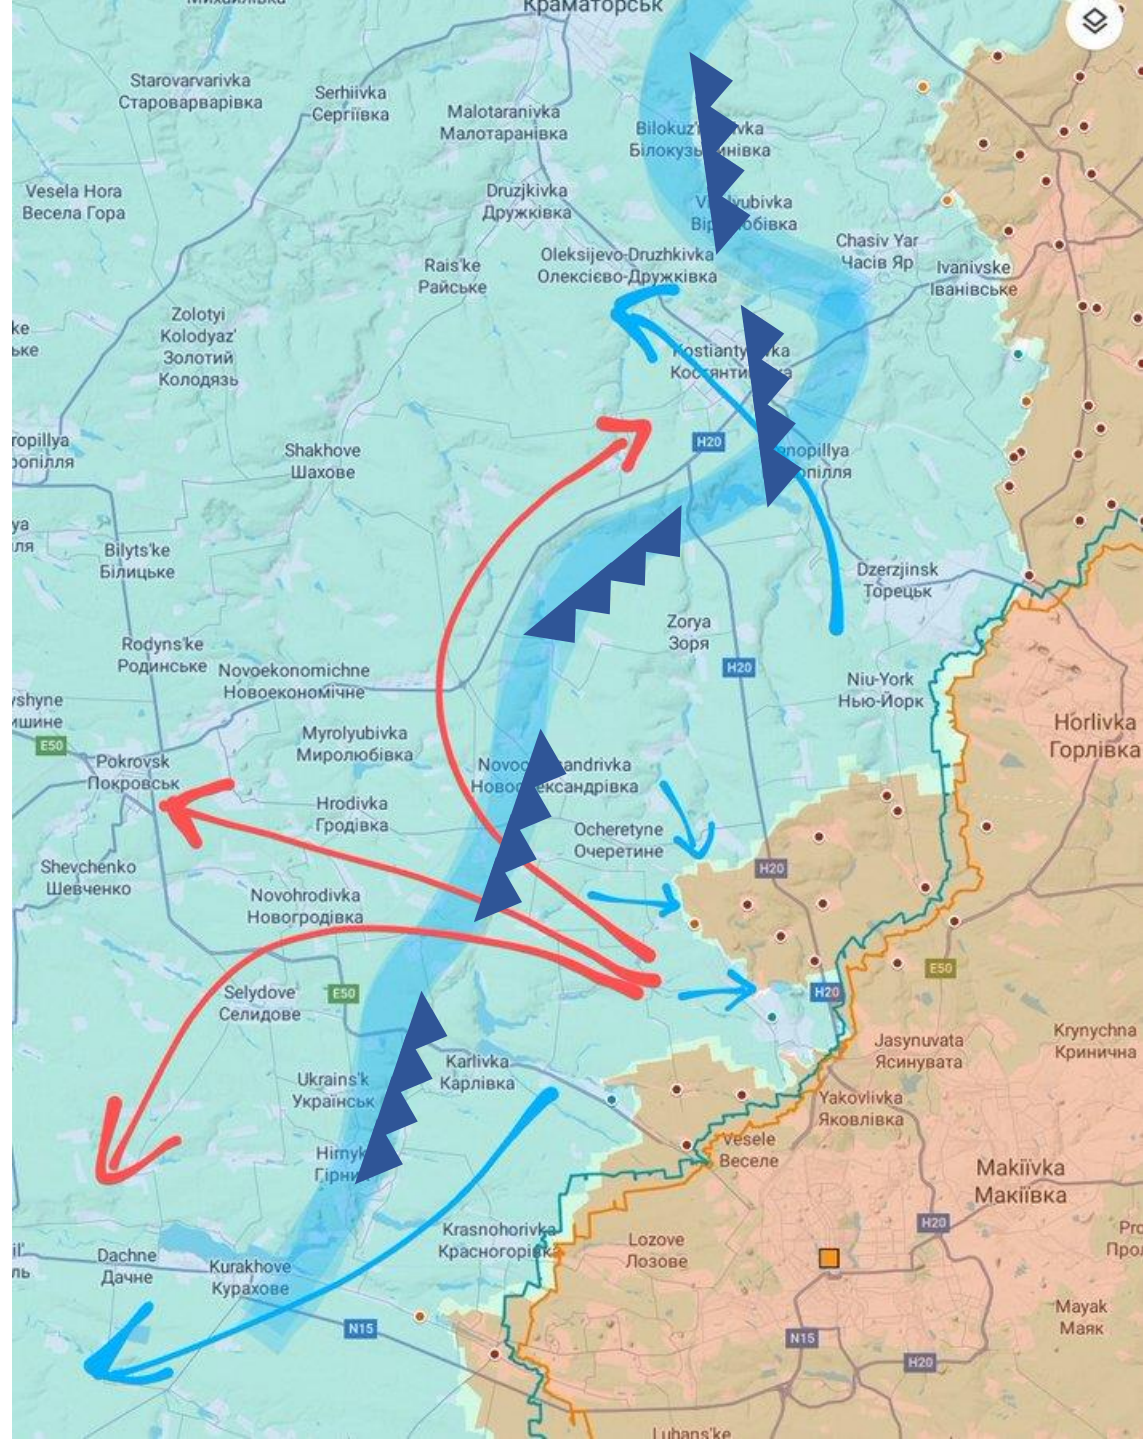 Краматорськ
Starovarvarivka
Староварварівка
Serhiivka
Сергіївка
Malotaranivka
Малотаранівка
Vesela Hora
Весела Гора
Druzjkivka
Дружківка
Oleksijevo-Druzhkivka
Олексієво-Дружківка
Chasiv Yar
Часів Яр
Rais'ke
Райське
Ivanivske
Іванівське
Zolotyi
Kolodyaz'
Золотий
Колодязь
H20
Shakhove
Шахове
Bilyts'ke
Білицьке
Dzerzjinsk
Торецьк
Zorya
Зоря
Rodyns'ke
Родинське
Novoekonomichne
Новоекономічне
H20
Niu-York
Нью-Йорк
Horlivka
Горлівка
E50
Myrolyubivka
Миролюбівка
Pokrovsk
Покровськ
Hrodivka
Гродівка
Ocheretyne
Очеретине
H20
Shevchenko
Шевченко
Novohrodivka
Новогродівка
E50
Selydove
Селидове
E50
H20
Jasynuvata
Ясинувата
Krynychna
Кринична
Karlivka
Карлівка
Ukrains'k
Українськ
Yakovlivka
Яковлівка
Vesele
Веселе
Makiïvka
Макіївка
H20
Krasnohorivka
Красногорівка
Lozove
Лозове
Dachne
Дачне
Kurakhove
Курахове
N15
N15
H20
Mayak
Маяк